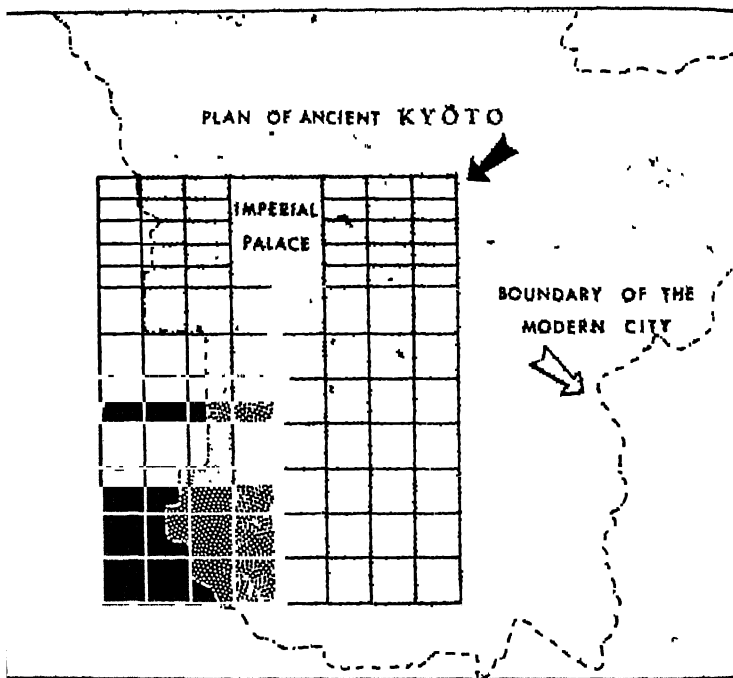 PLAN OF ANCIENT KYŌTO
IMPERIAL
PALACE
BOUNDARY OF THE
MODERN CITY